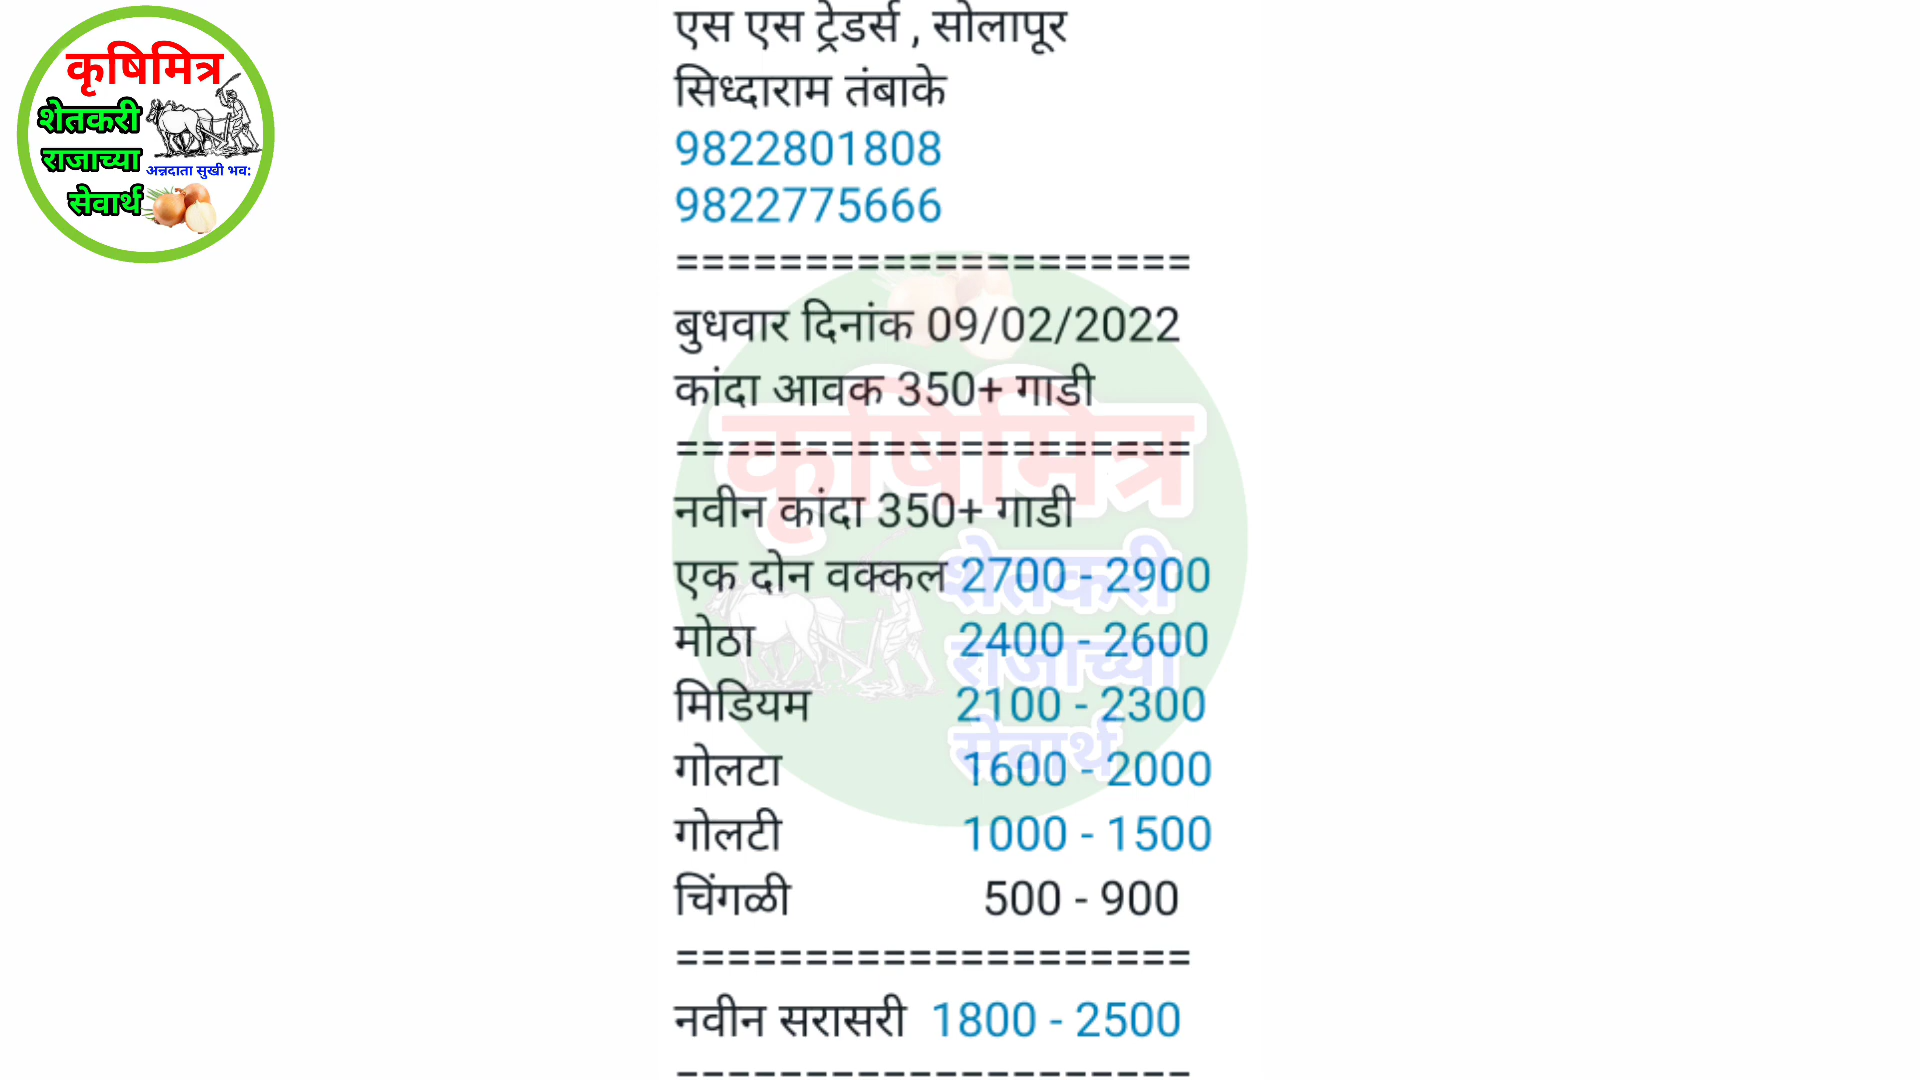 कृषिमित्र
शेतकरी
राजाच्या
अन्नदाता सुखी भव:
सेवार्थ
एस एस ट्रेडर्स , सोलापूर
सिध्दाराम तंबाके
9822801808
9822775666
====================
बुधवार दिनांक 09/02/2022
कांदा आवक 350+ गाडी
====================
नवीन कांदा 350+ गाडी
एक दोन वक्कल 2700 - 2900
मोठा 2400 - 2600
मिडियम 2100 - 2300
गोलटा 1600 - 2000
गोलटी 1000 - 1500
चिंगळी 500 - 900
====================
नवीन सरासरी 1800 - 2500
====================
कृषिमित्र
शेतकरी
राजाच्या
सेवार्थ